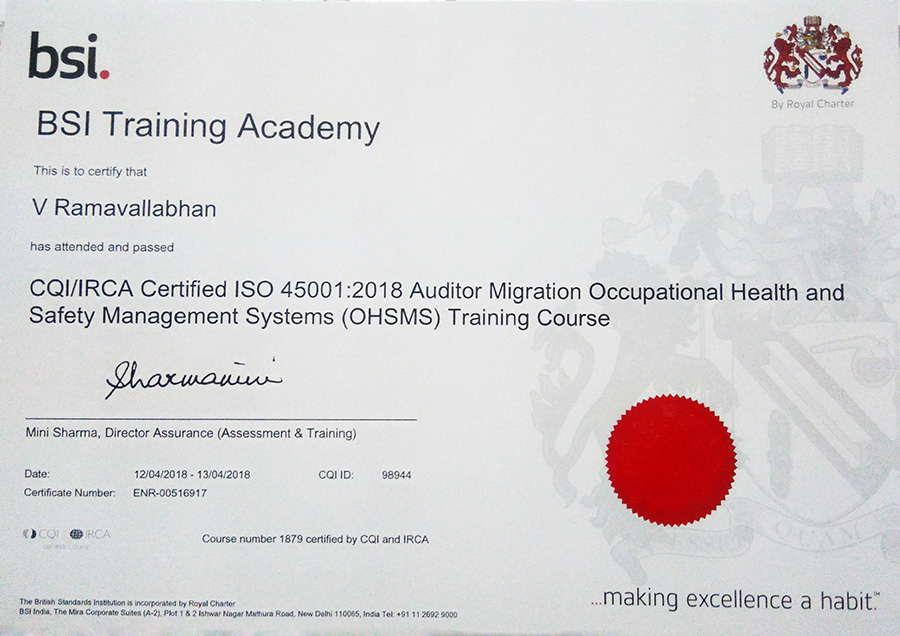 bsi.
By Royal Charter
BSI Training Academy
This is to certify that
V Ramavallabhan
has attended and passed
CQI/IRCA Certified ISO 45001:2018 Auditor Migration Occupational Health and
Safety Management Systems (OHSMS) Training Course
Sharmamini
Mini Sharma, Director Assurance (Assessment & Training)
Date: 12/04/2018 - 13/04/2018 CQI ID: 98944
Certificate Number: ENR-00516917
CQI IRCA
CERTIFIED COURSE
Course number 1879 certified by CQI and IRCA
The British Standards Institution is incorporated by Royal Charter
BSI India, The Mira Corporate Suites (A-2), Plot 1 & 2 Ishwar Nagar Mathura Road, New Delhi 110065, India Tel: +91 11 2692 9000
...making excellence a habit.™